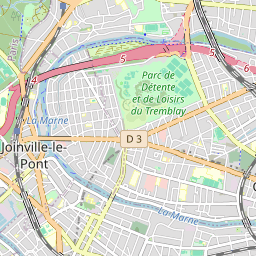 Paris
4
5
5
6
Parc de
Détente
et de Loisirs
du Tremblay
La Marne
D 3
Joinville-le-
Pont
La Marne